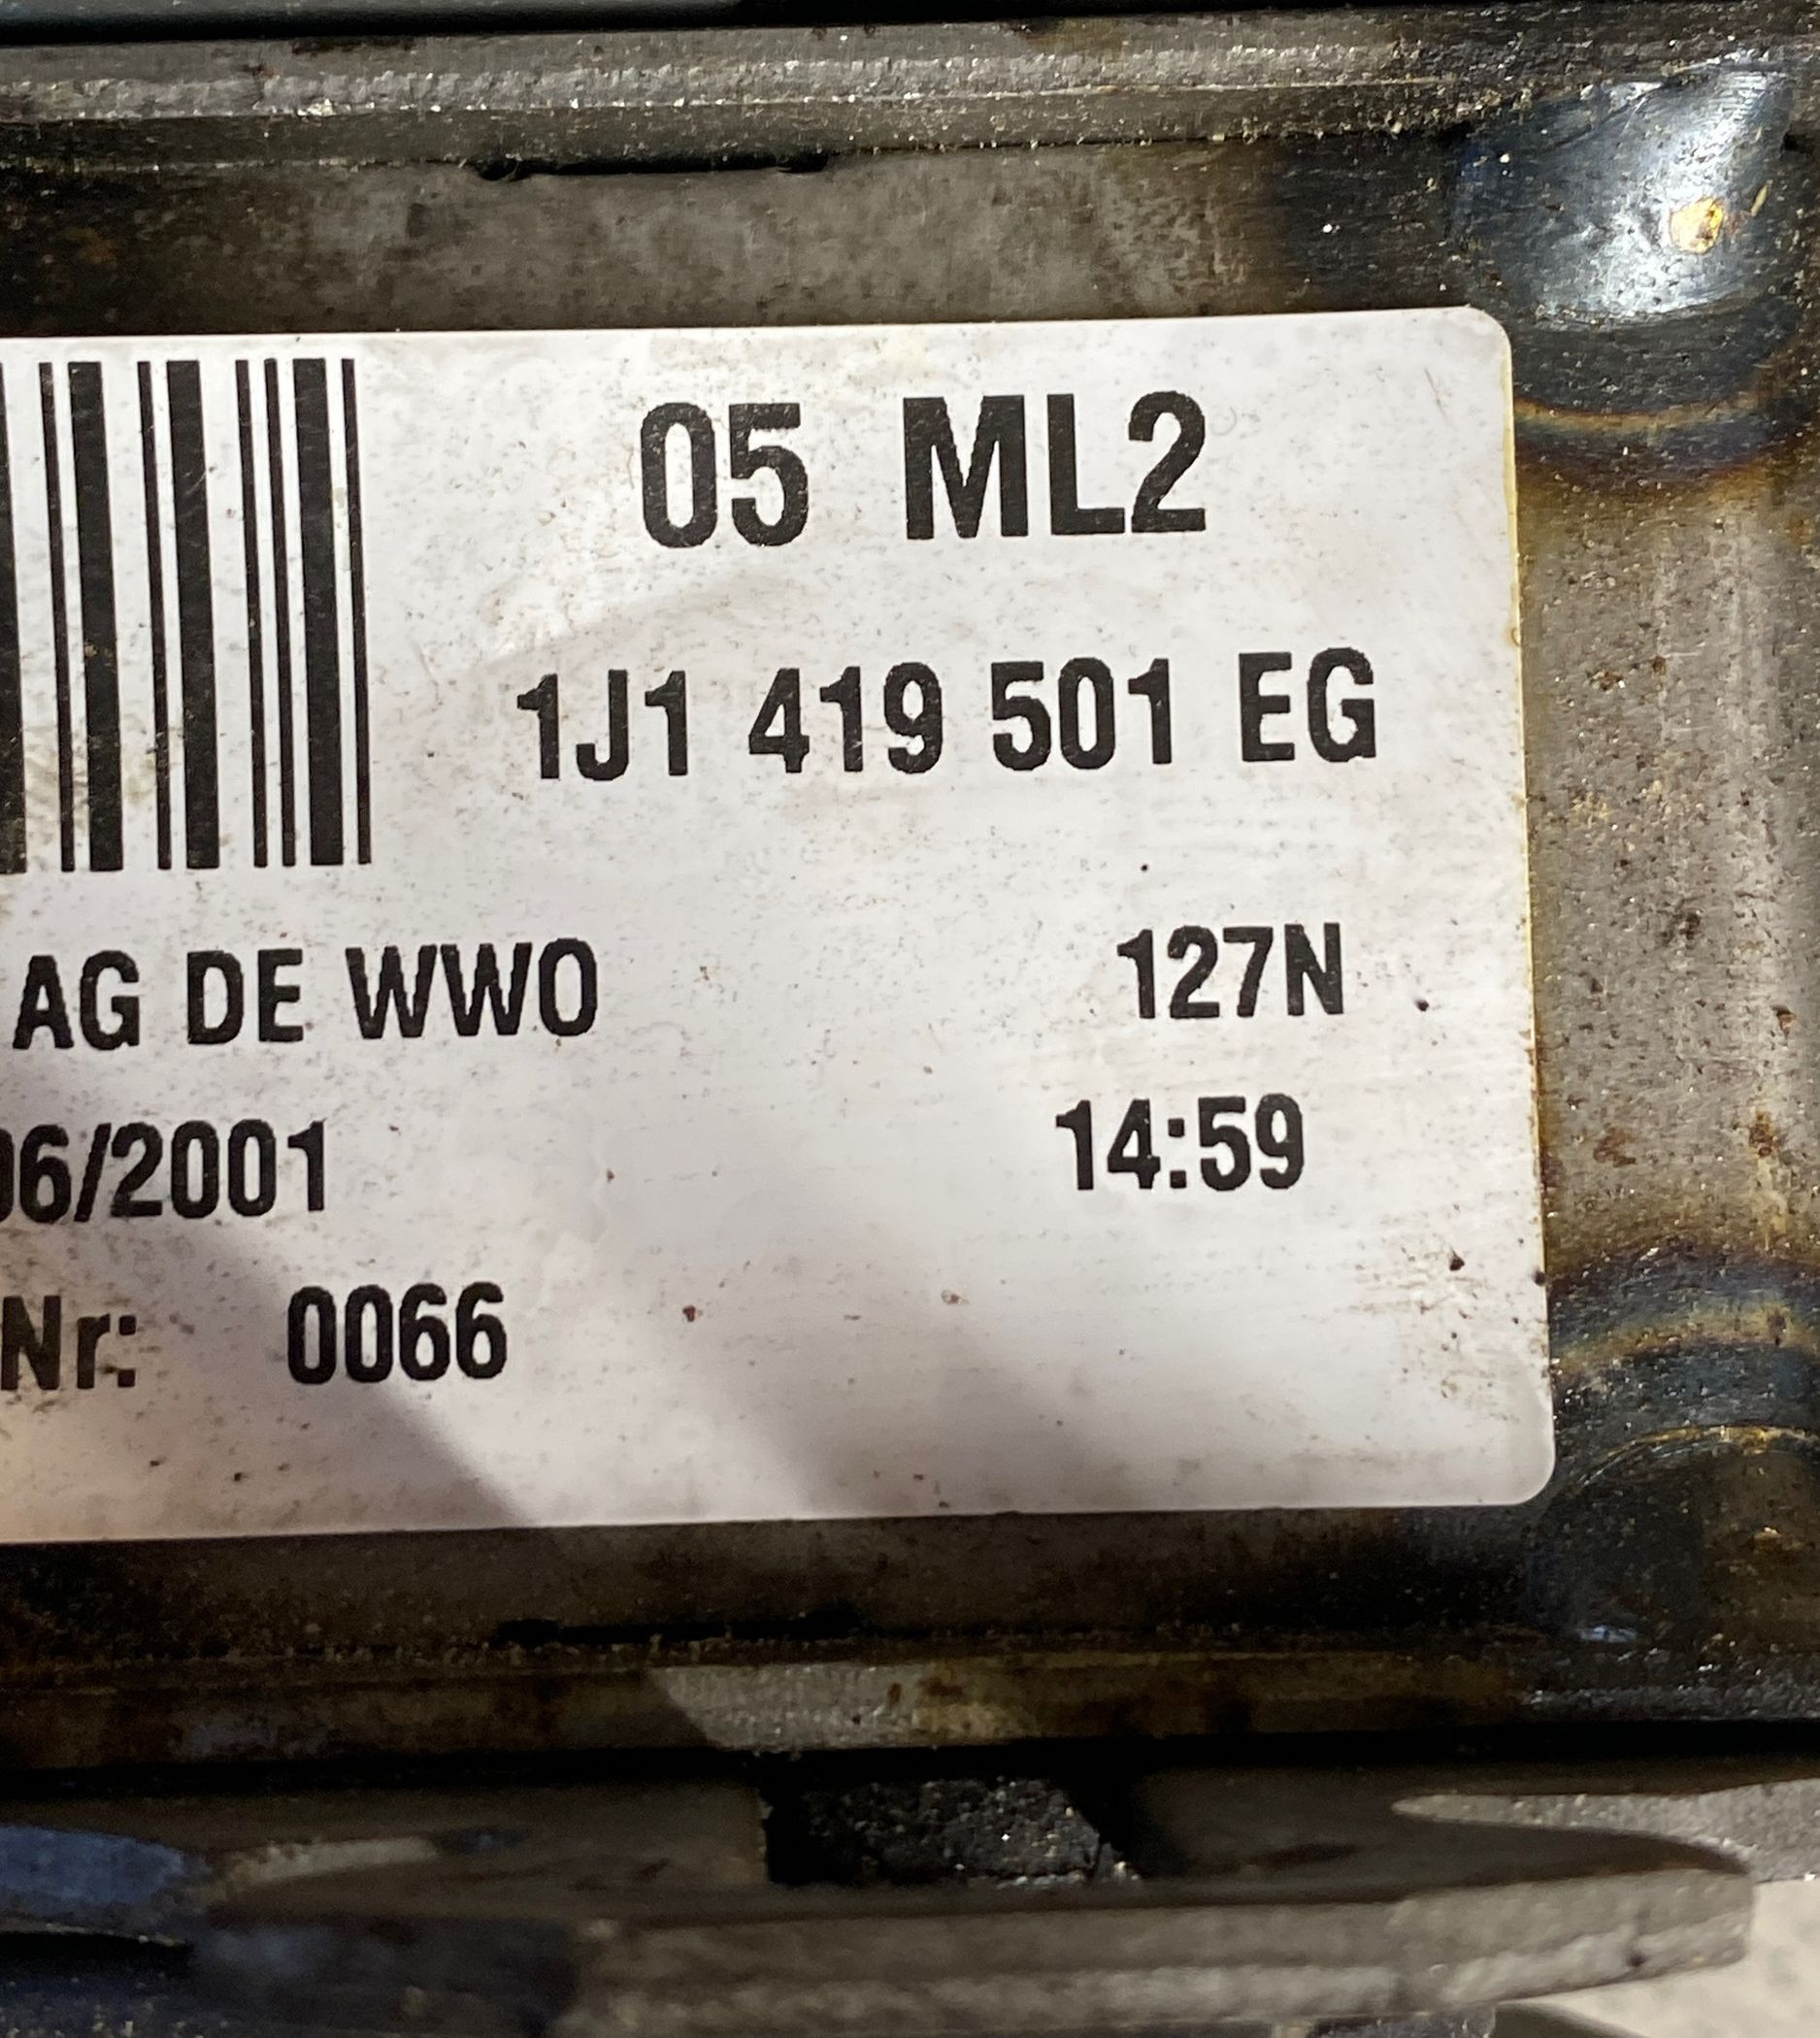 05 ML2
1J1 419 501 EG
AG DE WWO 127N
06/2001 14:59
Nr: 0066